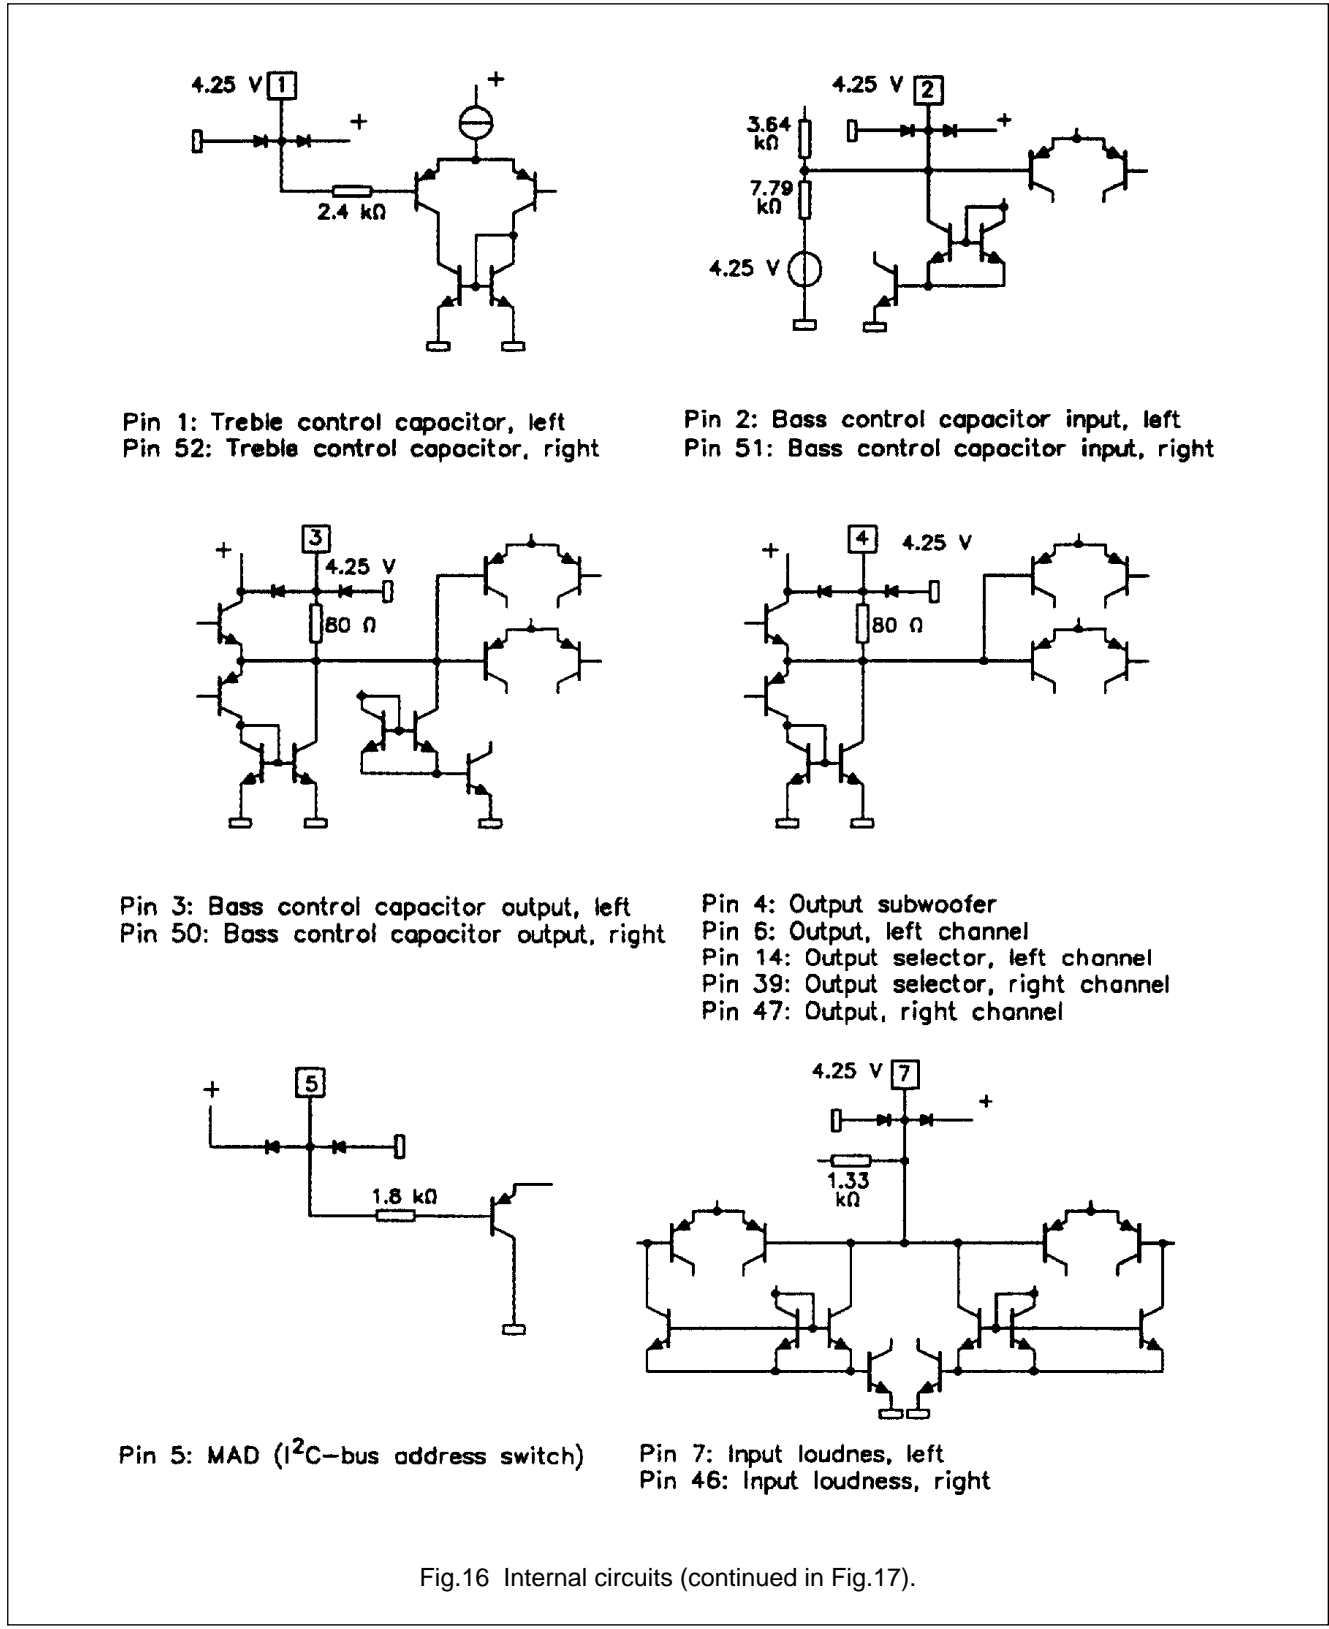 4.25 V 1
+
+
2.4 kΩ
4.25 V 2
+
3.64
kΩ
7.79
kΩ
4.25 V
Pin 1: Treble control capacitor, left
Pin 52: Treble control capacitor, right
Pin 2: Bass control capacitor input, left
Pin 51: Bass control capacitor input, right
3
+
4.25 V
80 Ω
4
4.25 V
+
80 Ω
Pin 3: Bass control capacitor output, left
Pin 50: Bass control capacitor output, right
Pin 4: Output subwoofer
Pin 6: Output, left channel
Pin 14: Output selector, left channel
Pin 39: Output selector, right channel
Pin 47: Output, right channel
5
+
1.8 kΩ
4.25 V 7
+
1.33
kΩ
Pin 5: MAD (I²C-bus address switch)
Pin 7: Input loudnes, left
Pin 46: Input loudness, right
Fig.16 Internal circuits (continued in Fig.17).